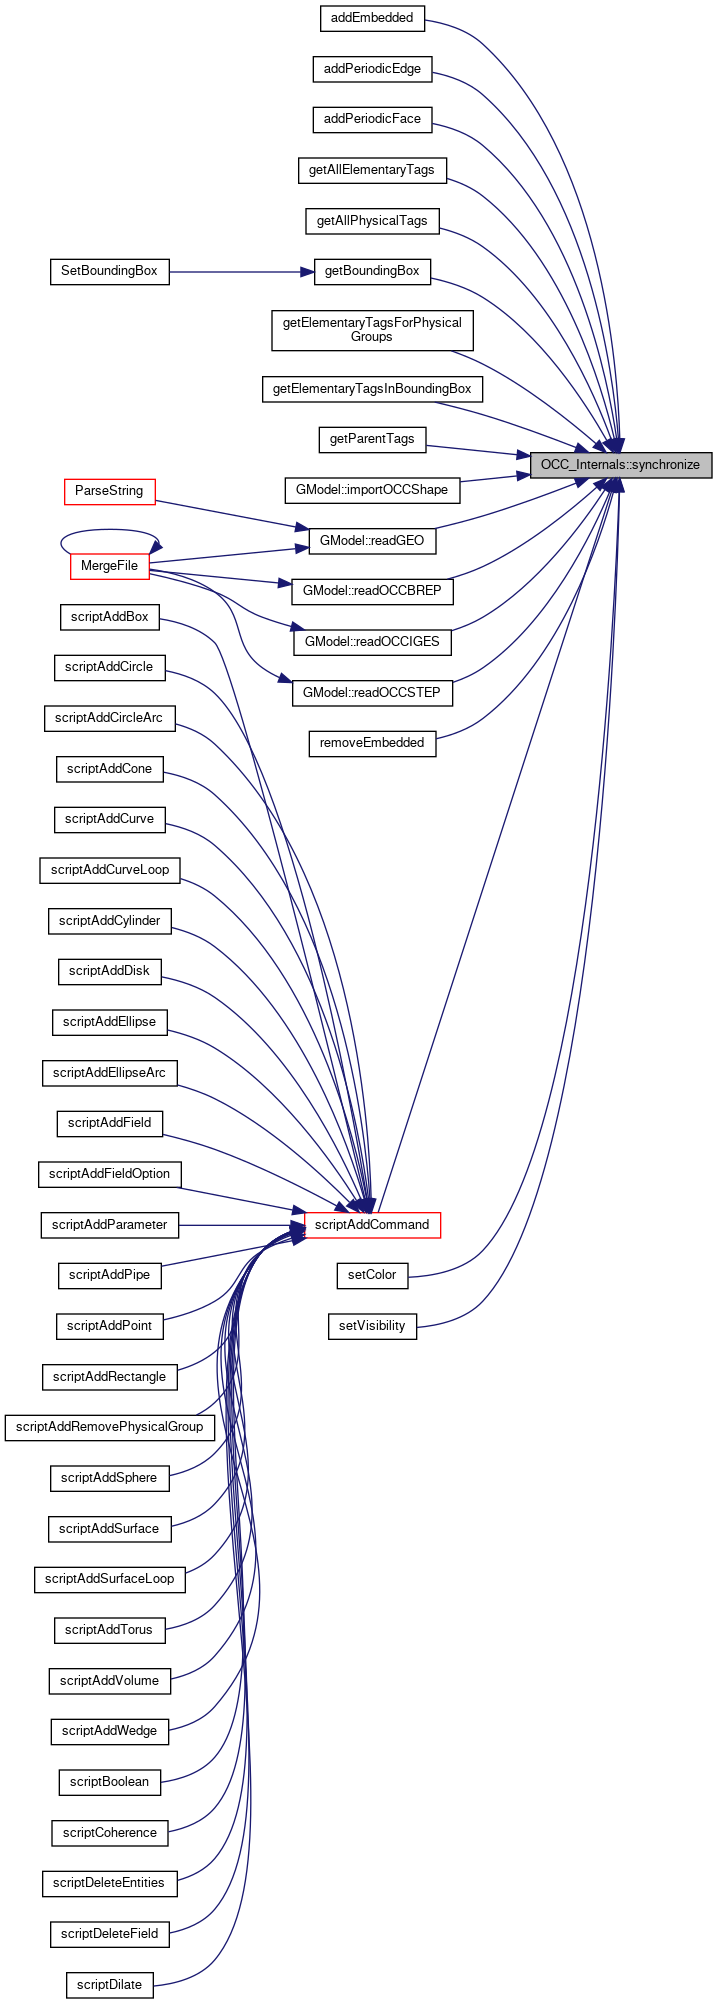 addEmbedded
addPeriodicEdge
addPeriodicFace
getAllElementaryTags
getAllPhysicalTags
SetBoundingBox
getBoundingBox
getElementaryTagsForPhysical
Groups
getElementaryTagsInBoundingBox
getParentTags
OCC_Internals::synchronize
ParseString
GModel::importOCCShape
GModel::readGEO
MergeFile
GModel::readOCCBREP
scriptAddBox
GModel::readOCCIGES
scriptAddCircle
GModel::readOCCSTEP
scriptAddCircleArc
removeEmbedded
scriptAddCone
scriptAddCurve
scriptAddCurveLoop
scriptAddCylinder
scriptAddDisk
scriptAddEllipse
scriptAddEllipseArc
scriptAddField
scriptAddFieldOption
scriptAddParameter
scriptAddCommand
scriptAddPipe
setColor
scriptAddPoint
setVisibility
scriptAddRectangle
scriptAddRemovePhysicalGroup
scriptAddSphere
scriptAddSurface
scriptAddSurfaceLoop
scriptAddTorus
scriptAddVolume
scriptAddWedge
scriptBoolean
scriptCoherence
scriptDeleteEntities
scriptDeleteField
scriptDilate